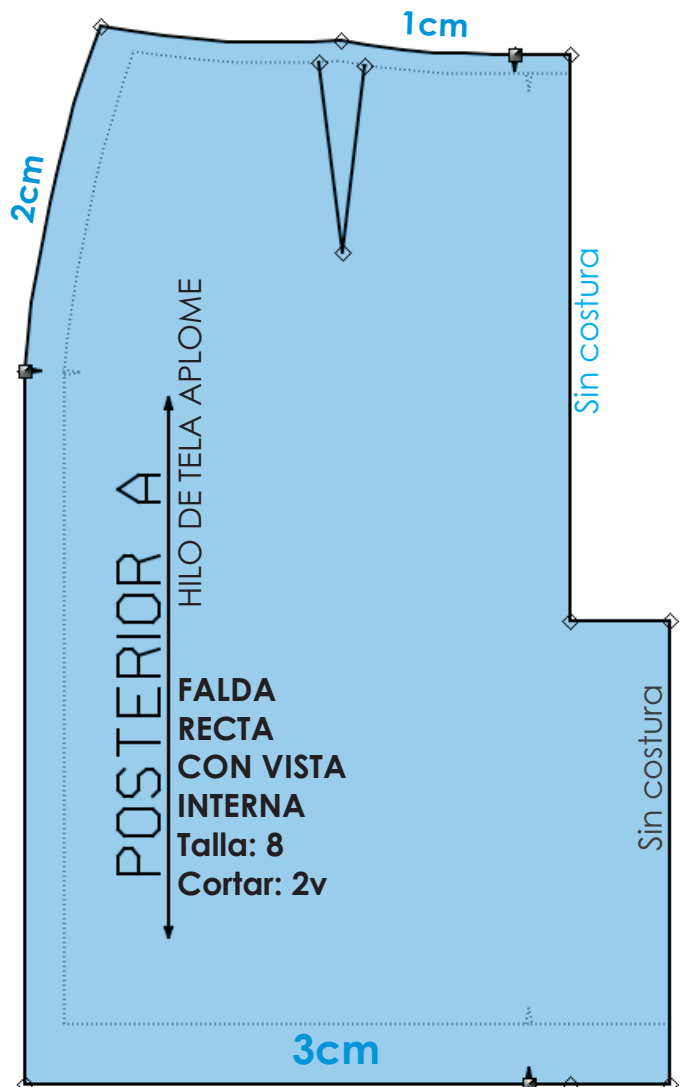 1cm
2cm
Sin costura
HILO DE TELA APLOME
POSTERIOR A
FALDA
RECTA
CON VISTA
INTERNA
Talla: 8
Cortar: 2v
Sin costura
3cm